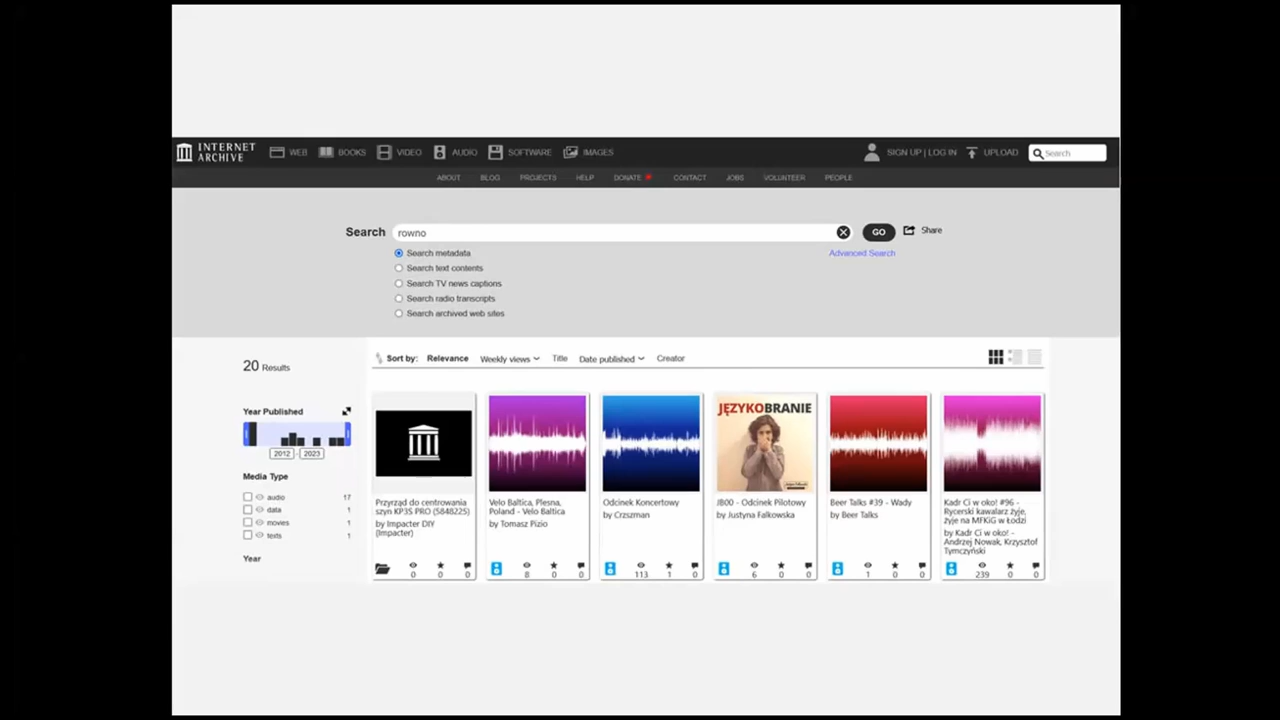 INTERNET ARCHIVE
WEB BOOKS VIDEO AUDIO SOFTWARE IMAGES
SIGN UP | LOG IN UPLOAD Search
ABOUT BLOG PROJECTS HELP DONATE CONTACT JOBS VOLUNTEER PEOPLE
Search rowno GO Share
Search metadata
Advanced Search
Search text contents
Search TV news captions
Search radio transcripts
Search archived web sites
20 Results
Sort by: Relevance Weekly views Title Date published Creator
Year Published
2012 - 2023
Media Type
audio 17
data 1
movies 1
texts 1
Year
Przyrząd do centrowania
szyn KP3S PRO (5848225)
by Impacter DIY
(Impacter)
0 0 0
Velo Baltica, Plesna,
Poland - Velo Baltica
by Tomasz Pizio
8 0 0
Odcinek Koncertowy
by Crzszman
113 1 0
JĘZYKOBRANIE
J800 - Odcinek Pilotowy
by Justyna Falkowska
6 0 0
Beer Talks #39 - Wady
by Beer Talks
1 0 0
Kadr Ci w oko! #96 -
Rycerski kawalarz żyje,
żyje na MFKiG w Łodzi
by Kadr Ci w oko! -
Andrzej Nowak, Krzysztof
Tymczyński
239 0 0